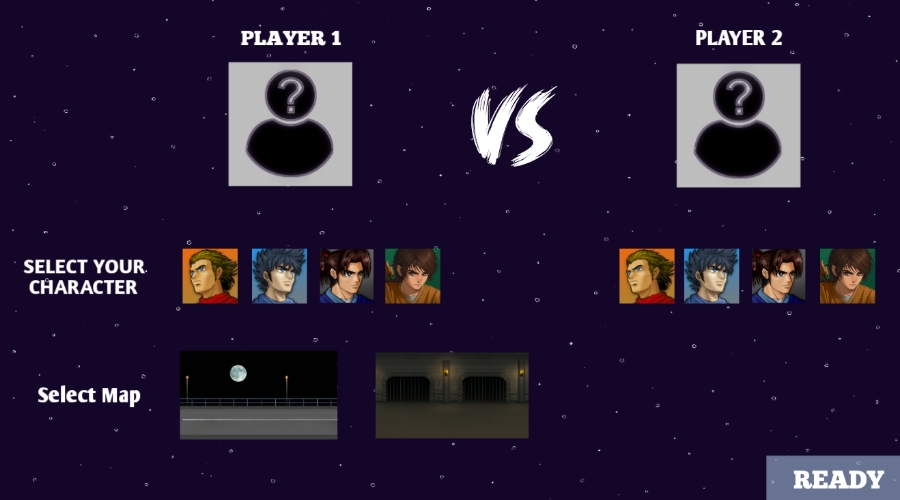 PLAYER 1
PLAYER 2
?
VS
?
SELECT YOUR
CHARACTER
Select Map
READY